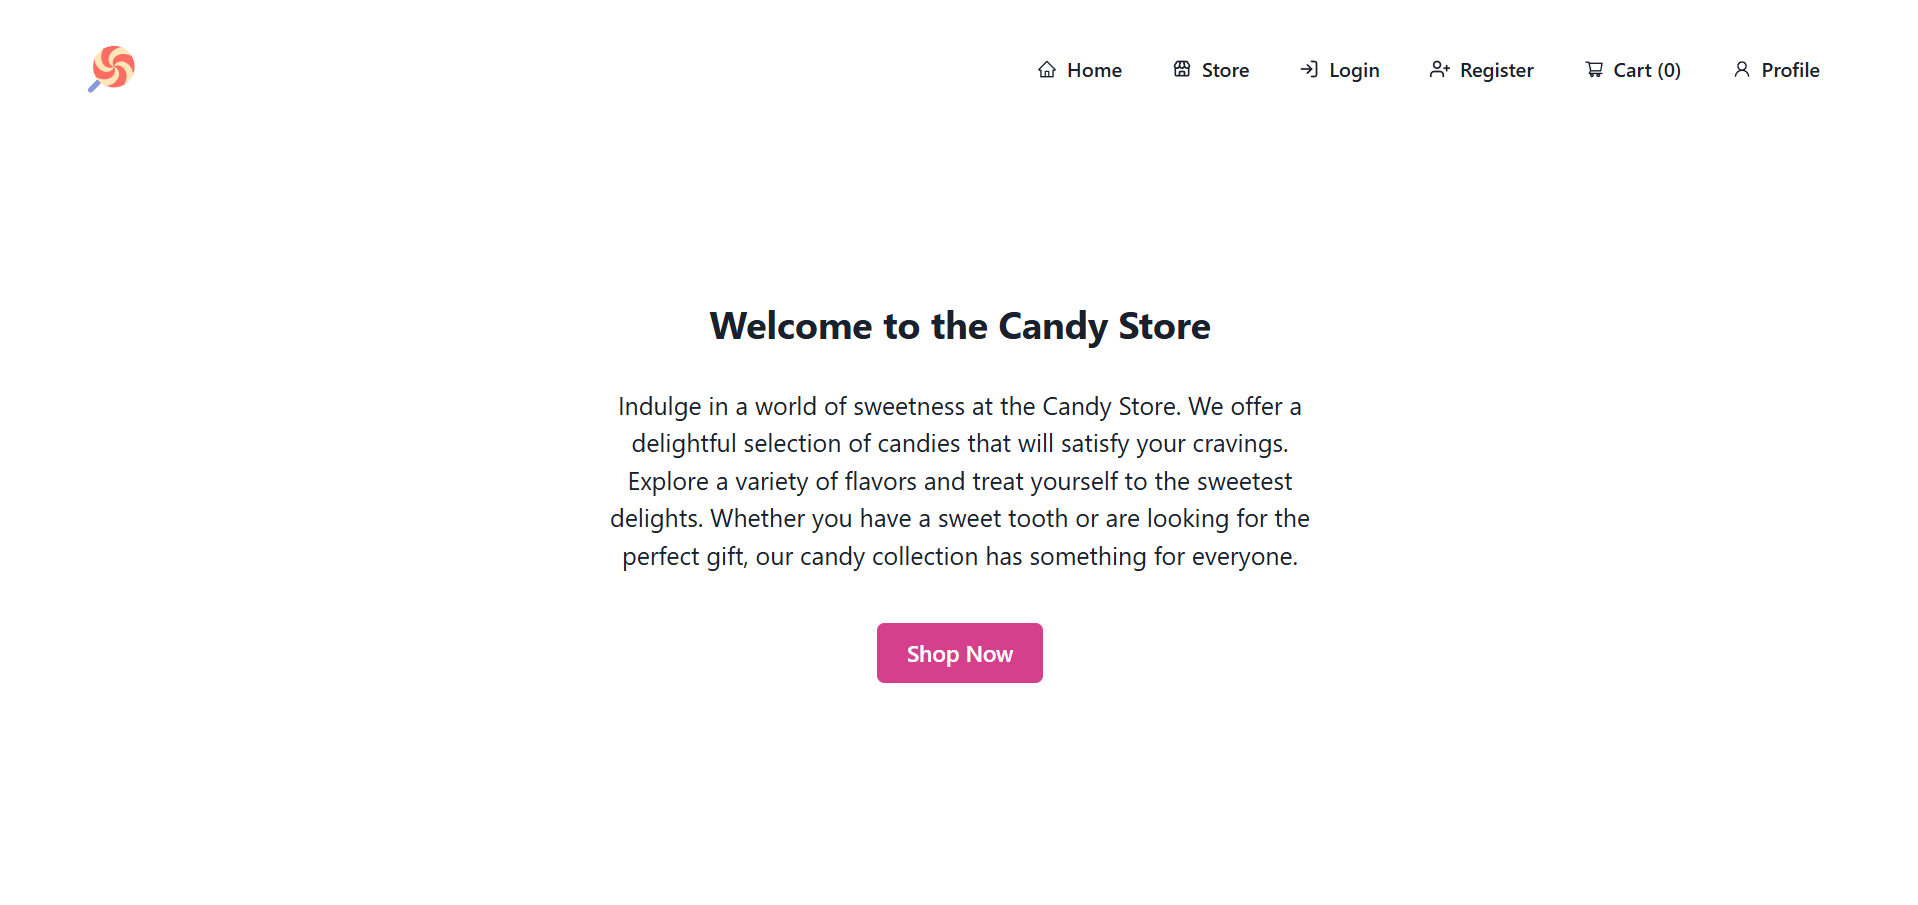 Home Store Login Register Cart (0) Profile
Welcome to the Candy Store
Indulge in a world of sweetness at the Candy Store. We offer a
delightful selection of candies that will satisfy your cravings.
Explore a variety of flavors and treat yourself to the sweetest
delights. Whether you have a sweet tooth or are looking for the
perfect gift, our candy collection has something for everyone.
Shop Now